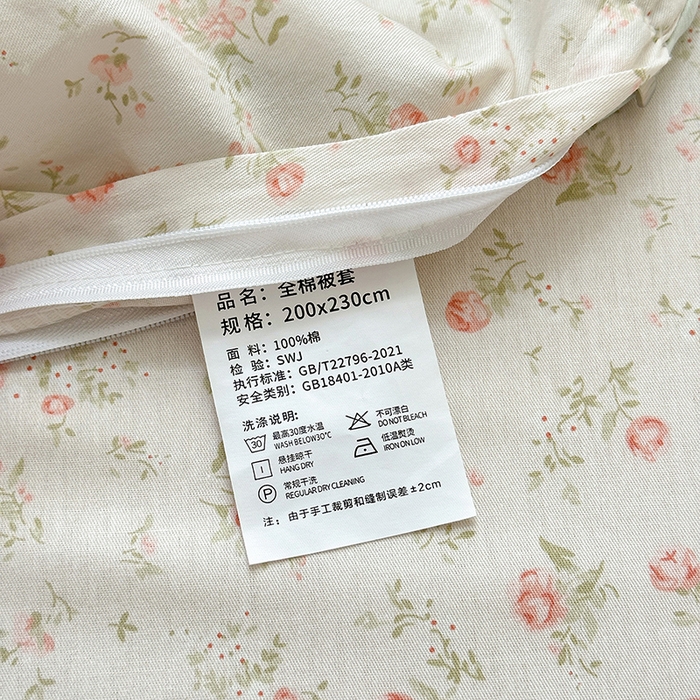 品名：全棉被套
规格：200x230cm
面 料：100%棉
检 验：SWJ
执行标准：GB/T22796-2021
安全类别：GB18401-2010A类
洗涤说明：
30 最高30度水温
WASH BELOW 30℃
不可漂白
DO NOT BLEACH
悬挂晾干
HANG DRY
低温熨烫
IRON ON LOW
P 常规干洗
REGULAR DRY CLEANING
注：由于手工裁剪和缝制误差±2cm